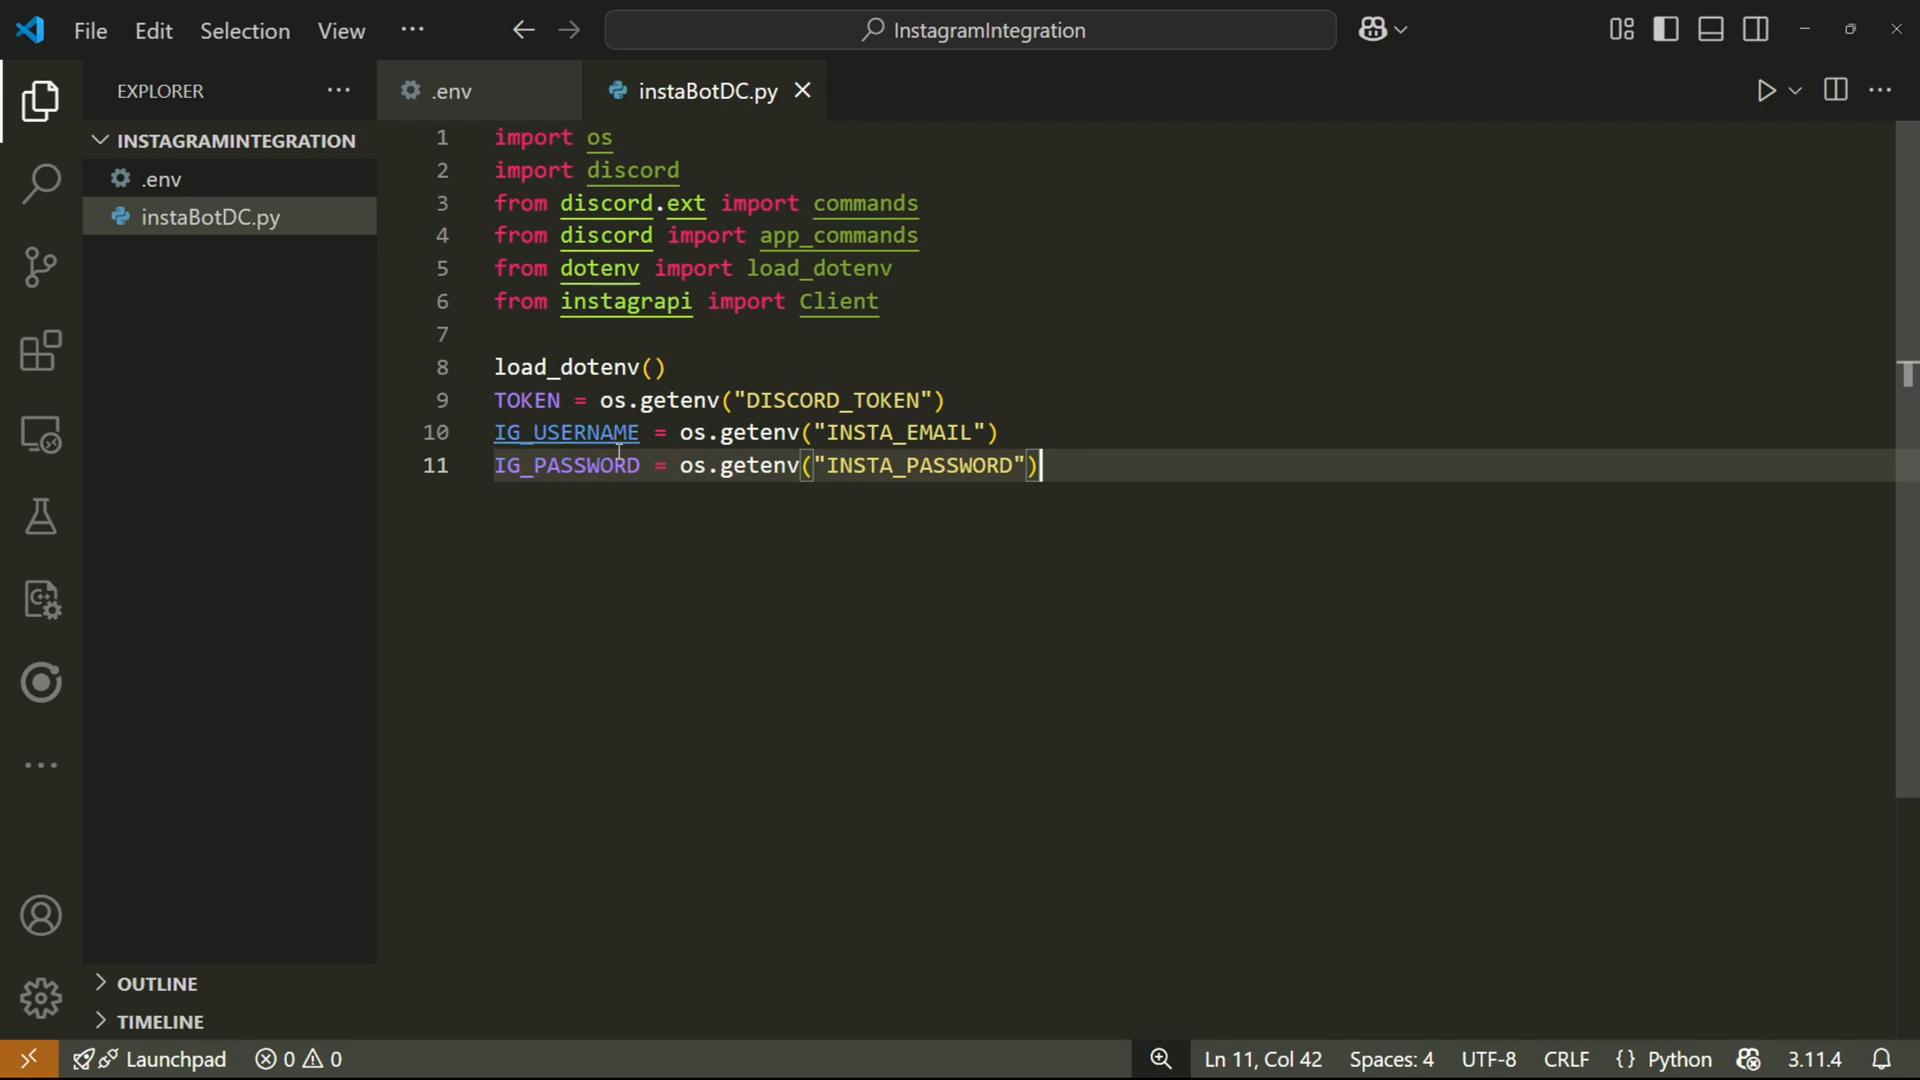 File Edit Selection View ··· InstagramIntegration
EXPLORER ···
.env
instaBotDC.py
INSTAGRAMINTEGRATION
.env
instaBotDC.py
OUTLINE
TIMELINE
1 import os
2 import discord
3 from discord.ext import commands
4 from discord import app_commands
5 from dotenv import load_dotenv
6 from instagrapi import Client
7
8 load_dotenv()
9 TOKEN = os.getenv("DISCORD_TOKEN")
10 IG_USERNAME = os.getenv("INSTA_EMAIL")
11 IG_PASSWORD = os.getenv("INSTA_PASSWORD")
Launchpad 0 0 Ln 11, Col 42 Spaces: 4 UTF-8 CRLF {} Python 3.11.4